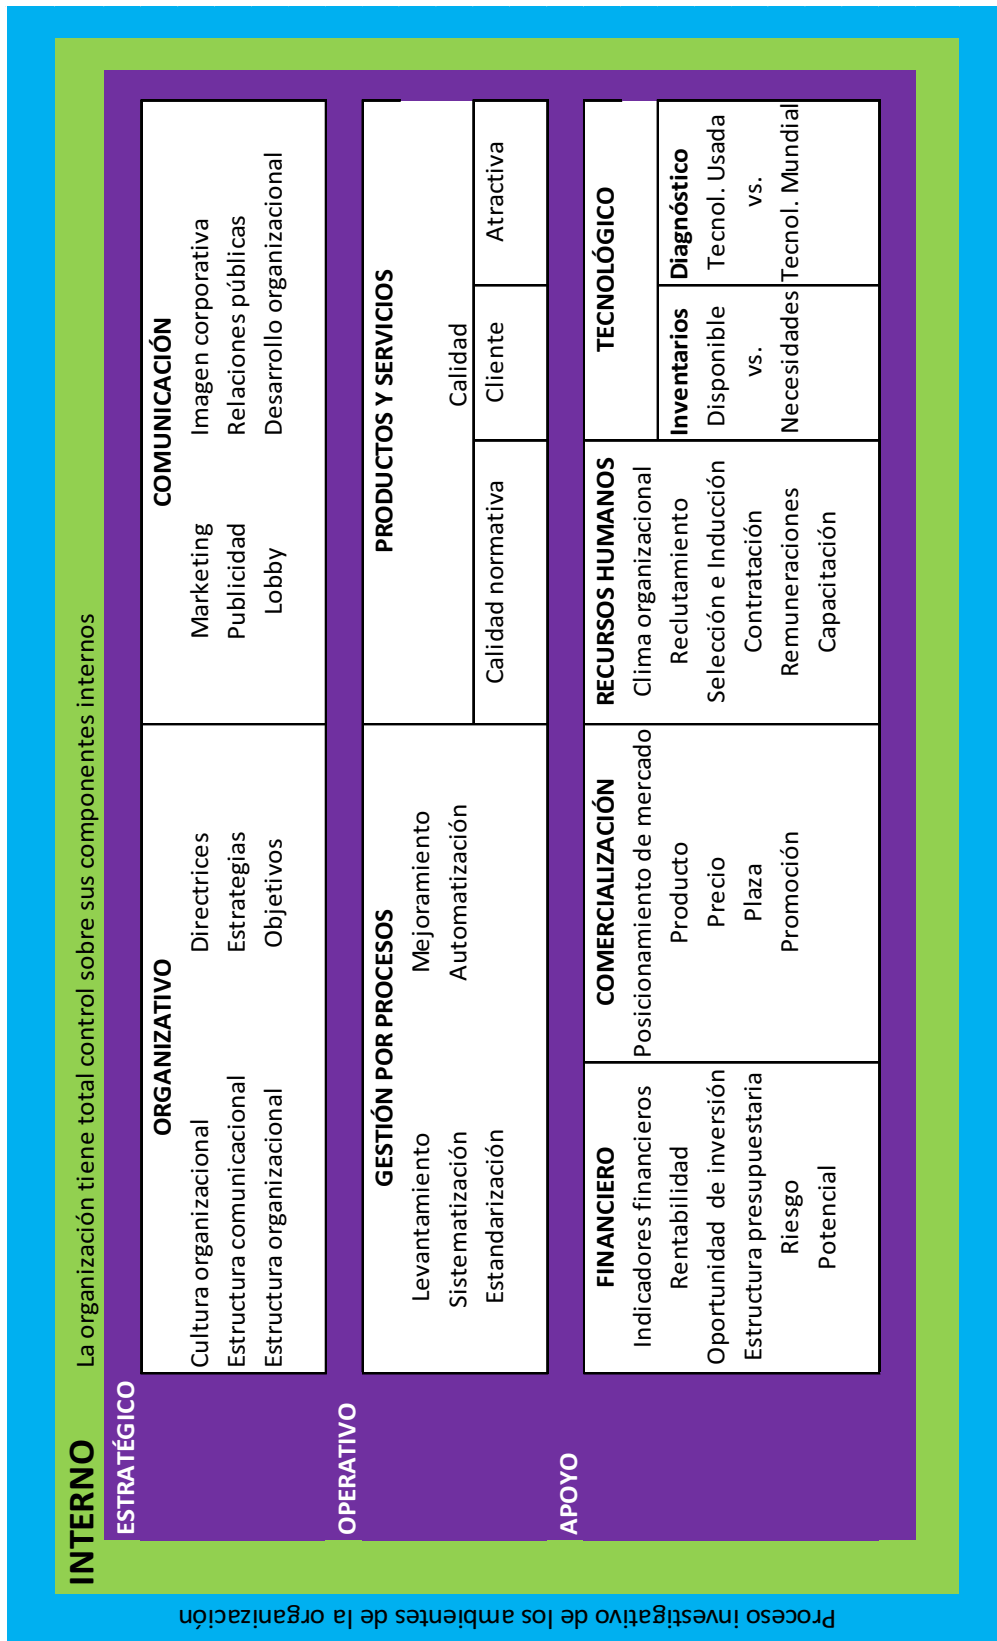 INTERNO La organización tiene total control sobre sus componentes internos
ESTRATÉGICO
ORGANIZATIVO
Cultura organizacional Directrices
Estructura comunicacional Estrategias
Estructura organizacional Objetivos
COMUNICACIÓN
Marketing Imagen corporativa
Publicidad Relaciones públicas
Lobby Desarrollo organizacional
OPERATIVO
GESTIÓN POR PROCESOS
Levantamiento Mejoramiento
Sistematización Automatización
Estandarización
PRODUCTOS Y SERVICIOS
Calidad
Calidad normativa Cliente Atractiva
APOYO
FINANCIERO
Indicadores financieros
Rentabilidad
Oportunidad de inversión
Estructura presupuestaria
Riesgo
Potencial
COMERCIALIZACIÓN
Posicionamiento de mercado
Producto
Precio
Plaza
Promoción
RECURSOS HUMANOS
Clima organizacional
Reclutamiento
Selección e Inducción
Contratación
Remuneraciones
Capacitación
TECNOLÓGICO
Inventarios
Disponible
vs.
Necesidades
Diagnóstico
Tecnol. Usada
vs.
Tecnol. Mundial
Proceso investigativo de los ambientes de la organización